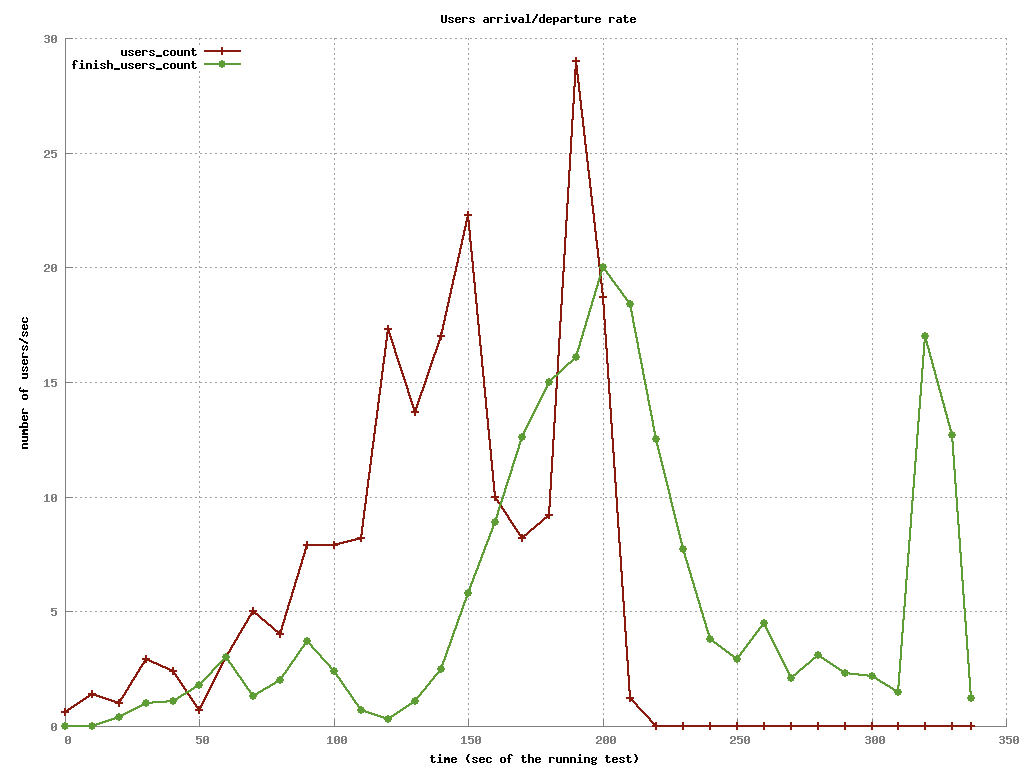 Users arrival/departure rate
users_count
finish_users_count
30
25
20
15
10
5
0
number of users/sec
0 50 100 150 200 250 300 350
time (sec of the running test)